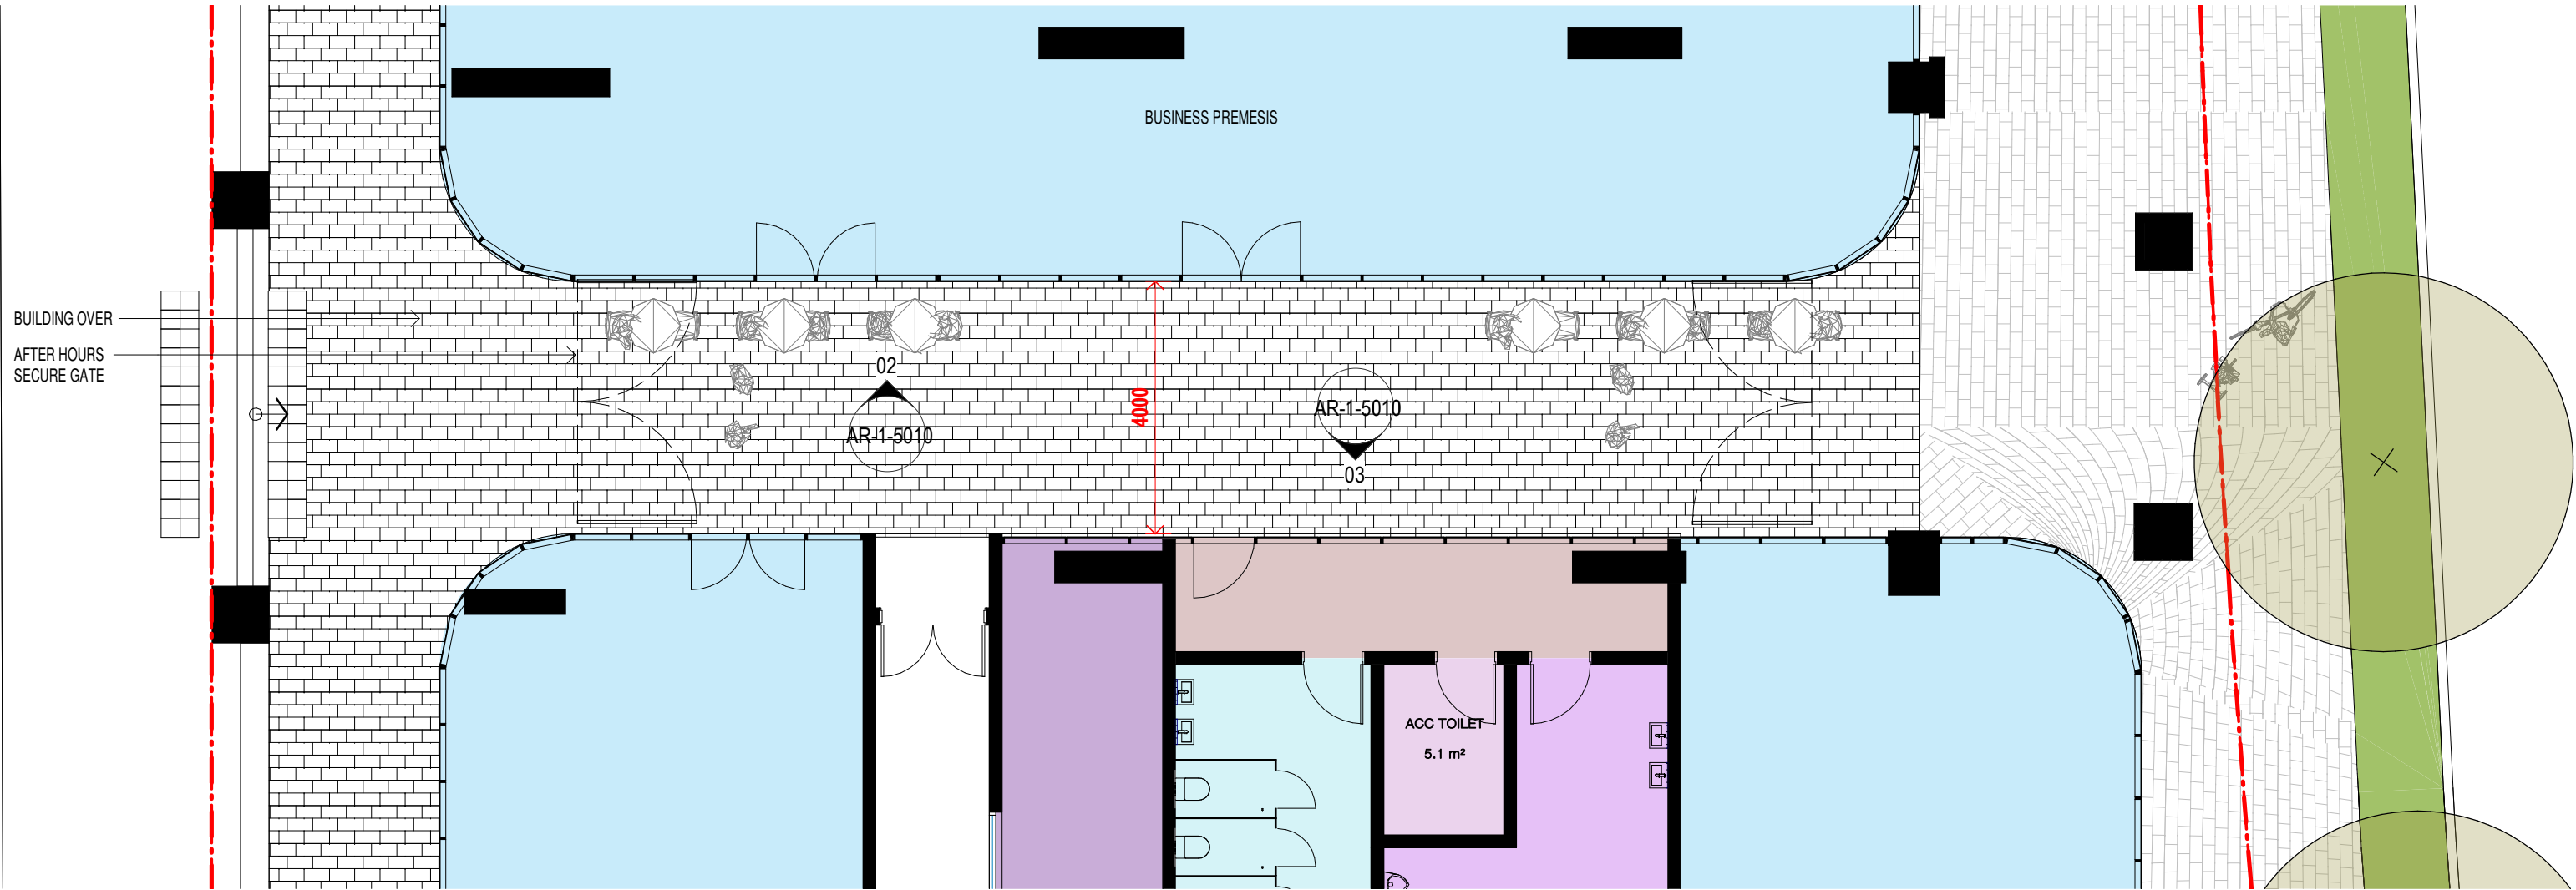 BUSINESS PREMESIS
BUILDING OVER
AFTER HOURS
SECURE GATE
02
AR-1-5010
4000
AR-1-5010
03
ACC TOILET
5.1 m²